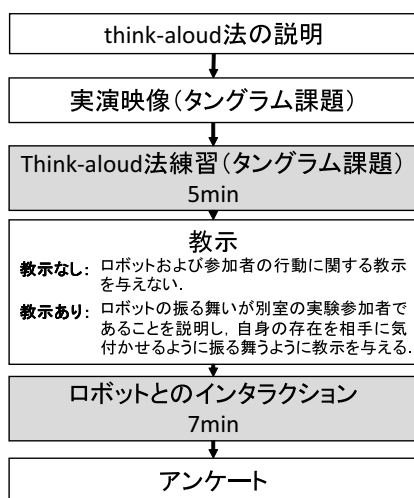 think-aloud法の説明
実演映像(タングラム課題)
Think-aloud法練習(タングラム課題)
5min
教示
教示なし: ロボットおよび参加者の行動に関する教示
を与えない.
教示あり: ロボットの振る舞いが別室の実験参加者で
あることを説明し, 自身の存在を相手に気
付かせるように振る舞うように教示を与える.
ロボットとのインタラクション
7min
アンケート